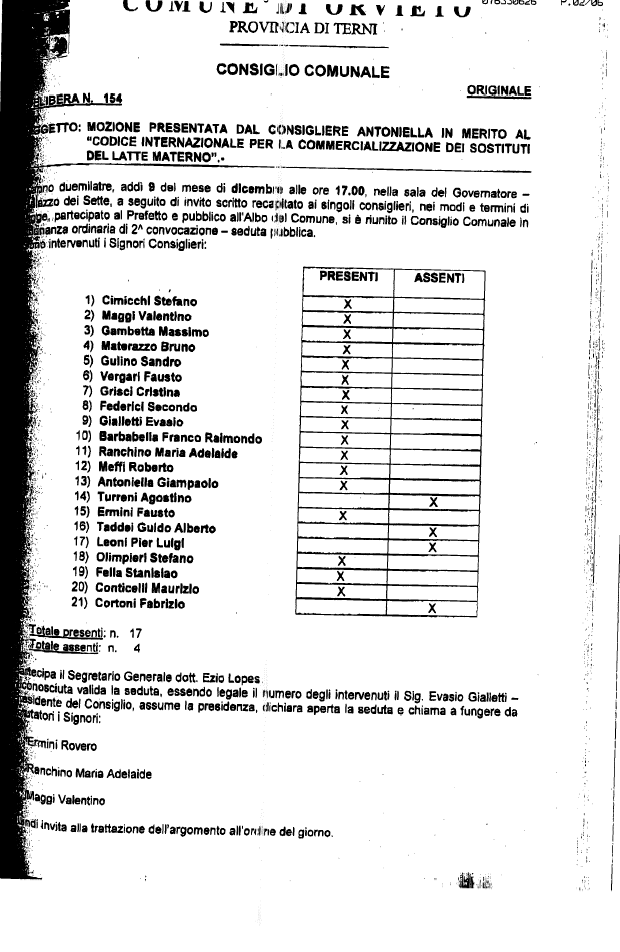 COMUNE DI ORVIETO 076330626 P.02/06
PROVINCIA DI TERNI
CONSIGLIO COMUNALE
ORIGINALE
LIBERA N. 154
GETTO: MOZIONE PRESENTATA DAL CONSIGLIERE ANTONIELLA IN MERITO AL
"CODICE INTERNAZIONALE PER LA COMMERCIALIZZAZIONE DEI SOSTITUTI
DEL LATTE MATERNO".-
no duemilatre, addì 9 del mese di dicembre alle ore 17.00, nella sala del Governatore –
zzo dei Sette, a seguito di invito scritto recapitato ai singoli consiglieri, nei modi e termini di
ge, partecipato al Prefetto e pubblico all'Albo del Comune, si è riunito il Consiglio Comunale in
nanza ordinaria di 2^ convocazione – seduta pubblica.
no intervenuti i Signori Consiglieri:
PRESENTI ASSENTI
1) Cimicchi Stefano X
2) Maggi Valentino X
3) Gambetta Massimo X
4) Materazzo Bruno X
5) Gulino Sandro X
6) Vergari Fausto X
7) Grisci Cristina X
8) Federici Secondo X
9) Gialletti Evasio X
10) Barbabella Franco Raimondo X
11) Ranchino Maria Adelaide X
12) Meffi Roberto X
13) Antoniella Giampaolo X
14) Turreni Agostino X
15) Ermini Fausto X
16) Taddei Guido Alberto X
17) Leoni Pier Luigi X
18) Olimpieri Stefano X
19) Fella Stanislao X
20) Conticelli Maurizio X
21) Cortoni Fabrizio X
Totale presenti: n. 17
Totale assenti: n. 4
tecipa il Segretario Generale dott. Ezio Lopes
conosciuta valida la seduta, essendo legale il numero degli intervenuti il Sig. Evasio Gialletti –
sidente del Consiglio, assume la presidenza, dichiara aperta la seduta e chiama a fungere da
utatori i Signori:
Ermini Rovero
Ranchino Maria Adelaide
Maggi Valentino
ndi invita alla trattazione dell'argomento all'ordine del giorno.